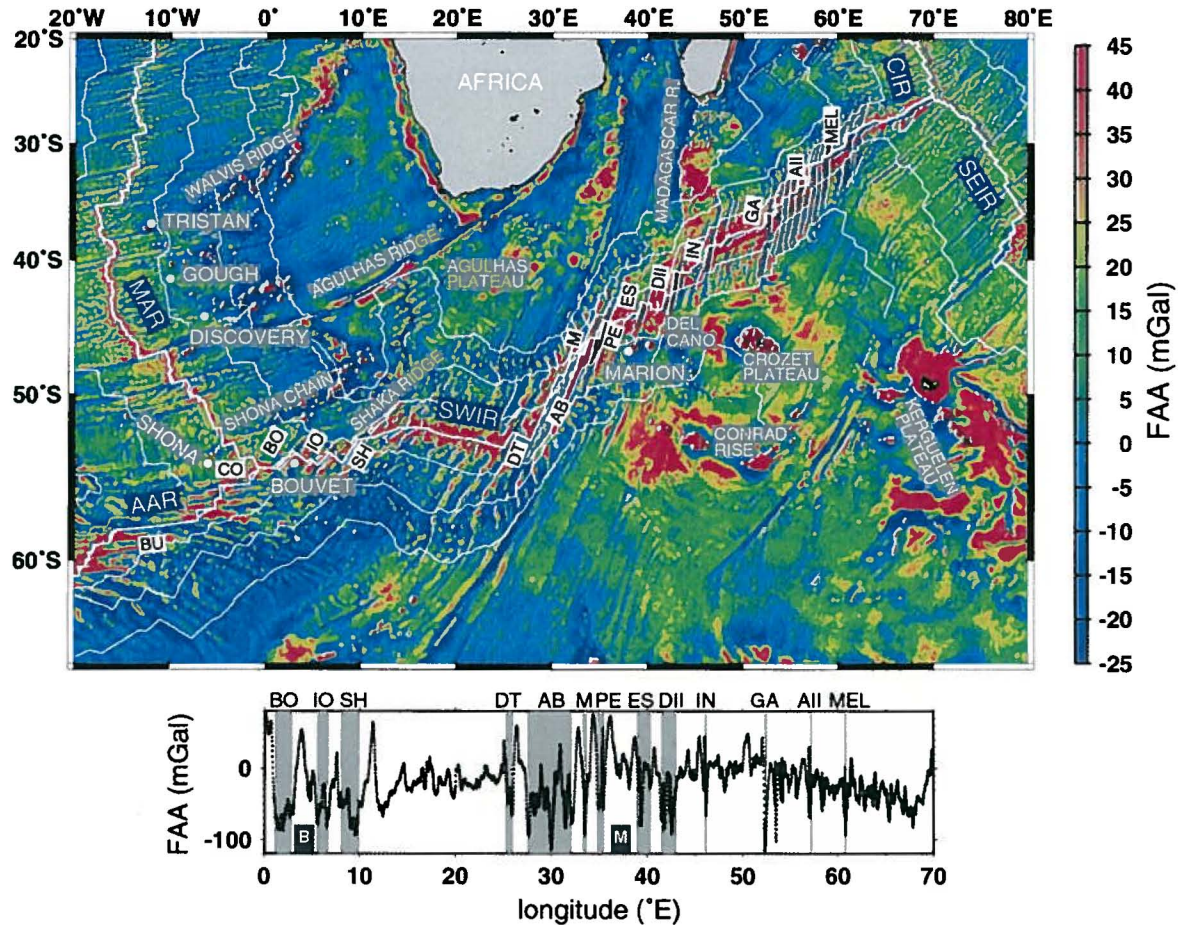 20˚W 10˚W 0˚ 10˚E 20˚E 30˚E 40˚E 50˚E 60˚E 70˚E 80˚E
20˚S
30˚S
40˚S
50˚S
60˚S
AFRICA
CIR
MEL
MADAGASCAR R.
WALVIS RIDGE
AII
SEIR
TRISTAN
GA
AGULHAS RIDGE
IN
GOUGH
AGULHAS
PLATEAU
DII
MAR
ES
DISCOVERY
M
PE
DEL
CANO
CROZET
PLATEAU
MARION
SHONA CHAIN
SHAKA RIDGE
SWIR
AB
KERGUELEN
PLATEAU
SHONA
BO
IO
SH
DTI
CONRAD
RISE
CO
BOUVET
AAR
BU
45
40
35
30
25
20
15
10
5
0
-5
-10
-15
-20
-25
FAA (mGal)
BO IO SH DT AB M PE ES DII IN GA AII MEL
FAA (mGal)
0
-100
B M
0 10 20 30 40 50 60 70
longitude (˚E)